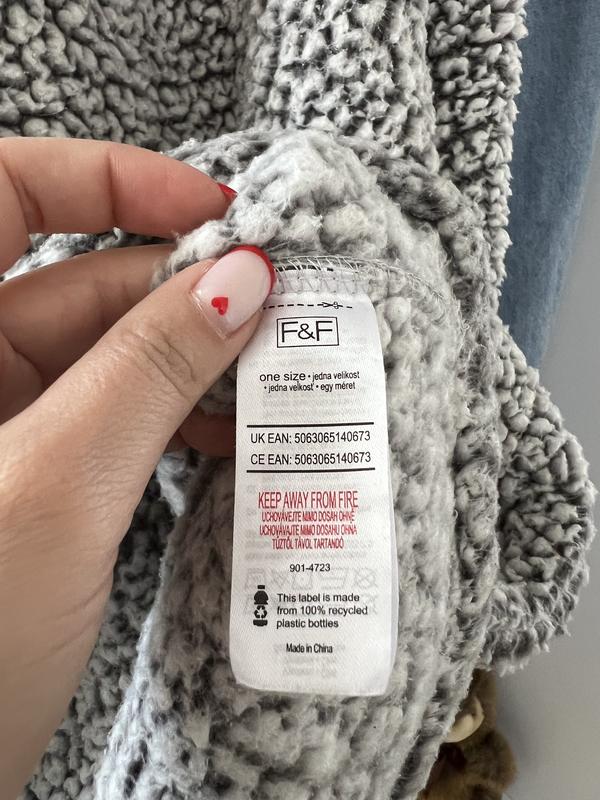 F&F
one size • jedna velikost
• jedna velkosť • egy méret
UK EAN: 5063065140673
CE EAN: 5063065140673
KEEP AWAY FROM FIRE
UCHOVÁVEJTE MIMO DOSAH OHNĚ
UCHOVÁVAJTE MIMO DOSAHU OHŇA
TŰZTŐL TÁVOL TARTANDÓ
901-4723
This label is made
from 100% recycled
plastic bottles
Made in China